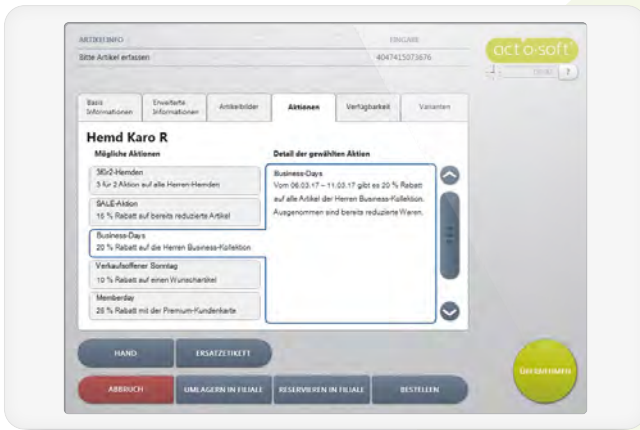 ARTIKELINFO
EINGABE
Bitte Artikel erfassen
4047415073676
act'o-soft
?
Basis Informationen
Erweiterte Informationen
Artikelbilder
Aktionen
Verfügbarkeit
Varianten
Hemd Karo R
Mögliche Aktionen
Detail der gewählten Aktion
3für2-Hemden
3 für 2 Aktion auf alle Herren-Hemden
SALE-Aktion
15 % Rabatt auf bereits reduzierte Artikel
Business-Days
20 % Rabatt auf die Herren Business-Kollektion
Verkaufsoffener Sonntag
10 % Rabatt auf einen Wunschartikel
Memberday
25 % Rabatt mit der Premium-Kundenkarte
Business-Days
Vom 06.03.17 – 11.03.17 gibt es 20 % Rabatt
auf alle Artikel der Herren Business-Kollektion.
Ausgenommen sind bereits reduzierte Waren.
HAND
ERSATZETIKETT
ABBRUCH
UMLAGERN IN FILIALE
RESERVIEREN IN FILIALE
BESTELLEN
ÜBERNEHMEN